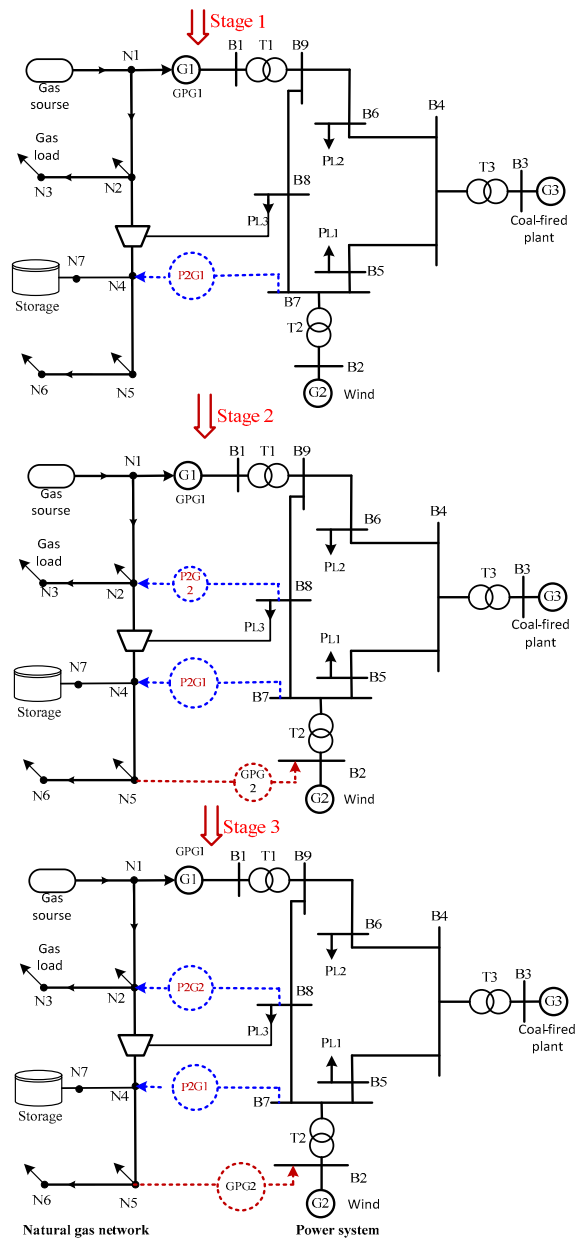 Stage 1
N1
G1
GPG1
B1
T1
B9
Gas
sourse
B6
B4
PL2
Gas
load
N3
N2
B8
T3
B3
G3
Coal-fired
plant
PL3
PL1
N7
N4
P2G1
B5
Storage
B7
T2
B2
N6
N5
G2
Wind
Stage 2
N1
G1
GPG1
B1
T1
B9
Gas
sourse
B6
B4
PL2
Gas
load
N3
N2
P2G
2
B8
T3
B3
G3
Coal-fired
plant
PL3
PL1
N7
N4
P2G1
B5
Storage
B7
T2
GPG
2
B2
N6
N5
G2
Wind
Stage 3
GPG1
N1
G1
B1
T1
B9
Gas
sourse
B6
B4
PL2
Gas
load
N3
N2
P2G2
B8
T3
B3
G3
Coal-fired
plant
PL3
PL1
N7
N4
P2G1
B5
Storage
B7
T2
GPG2
B2
N6
N5
G2
Wind
Natural gas network
Power system